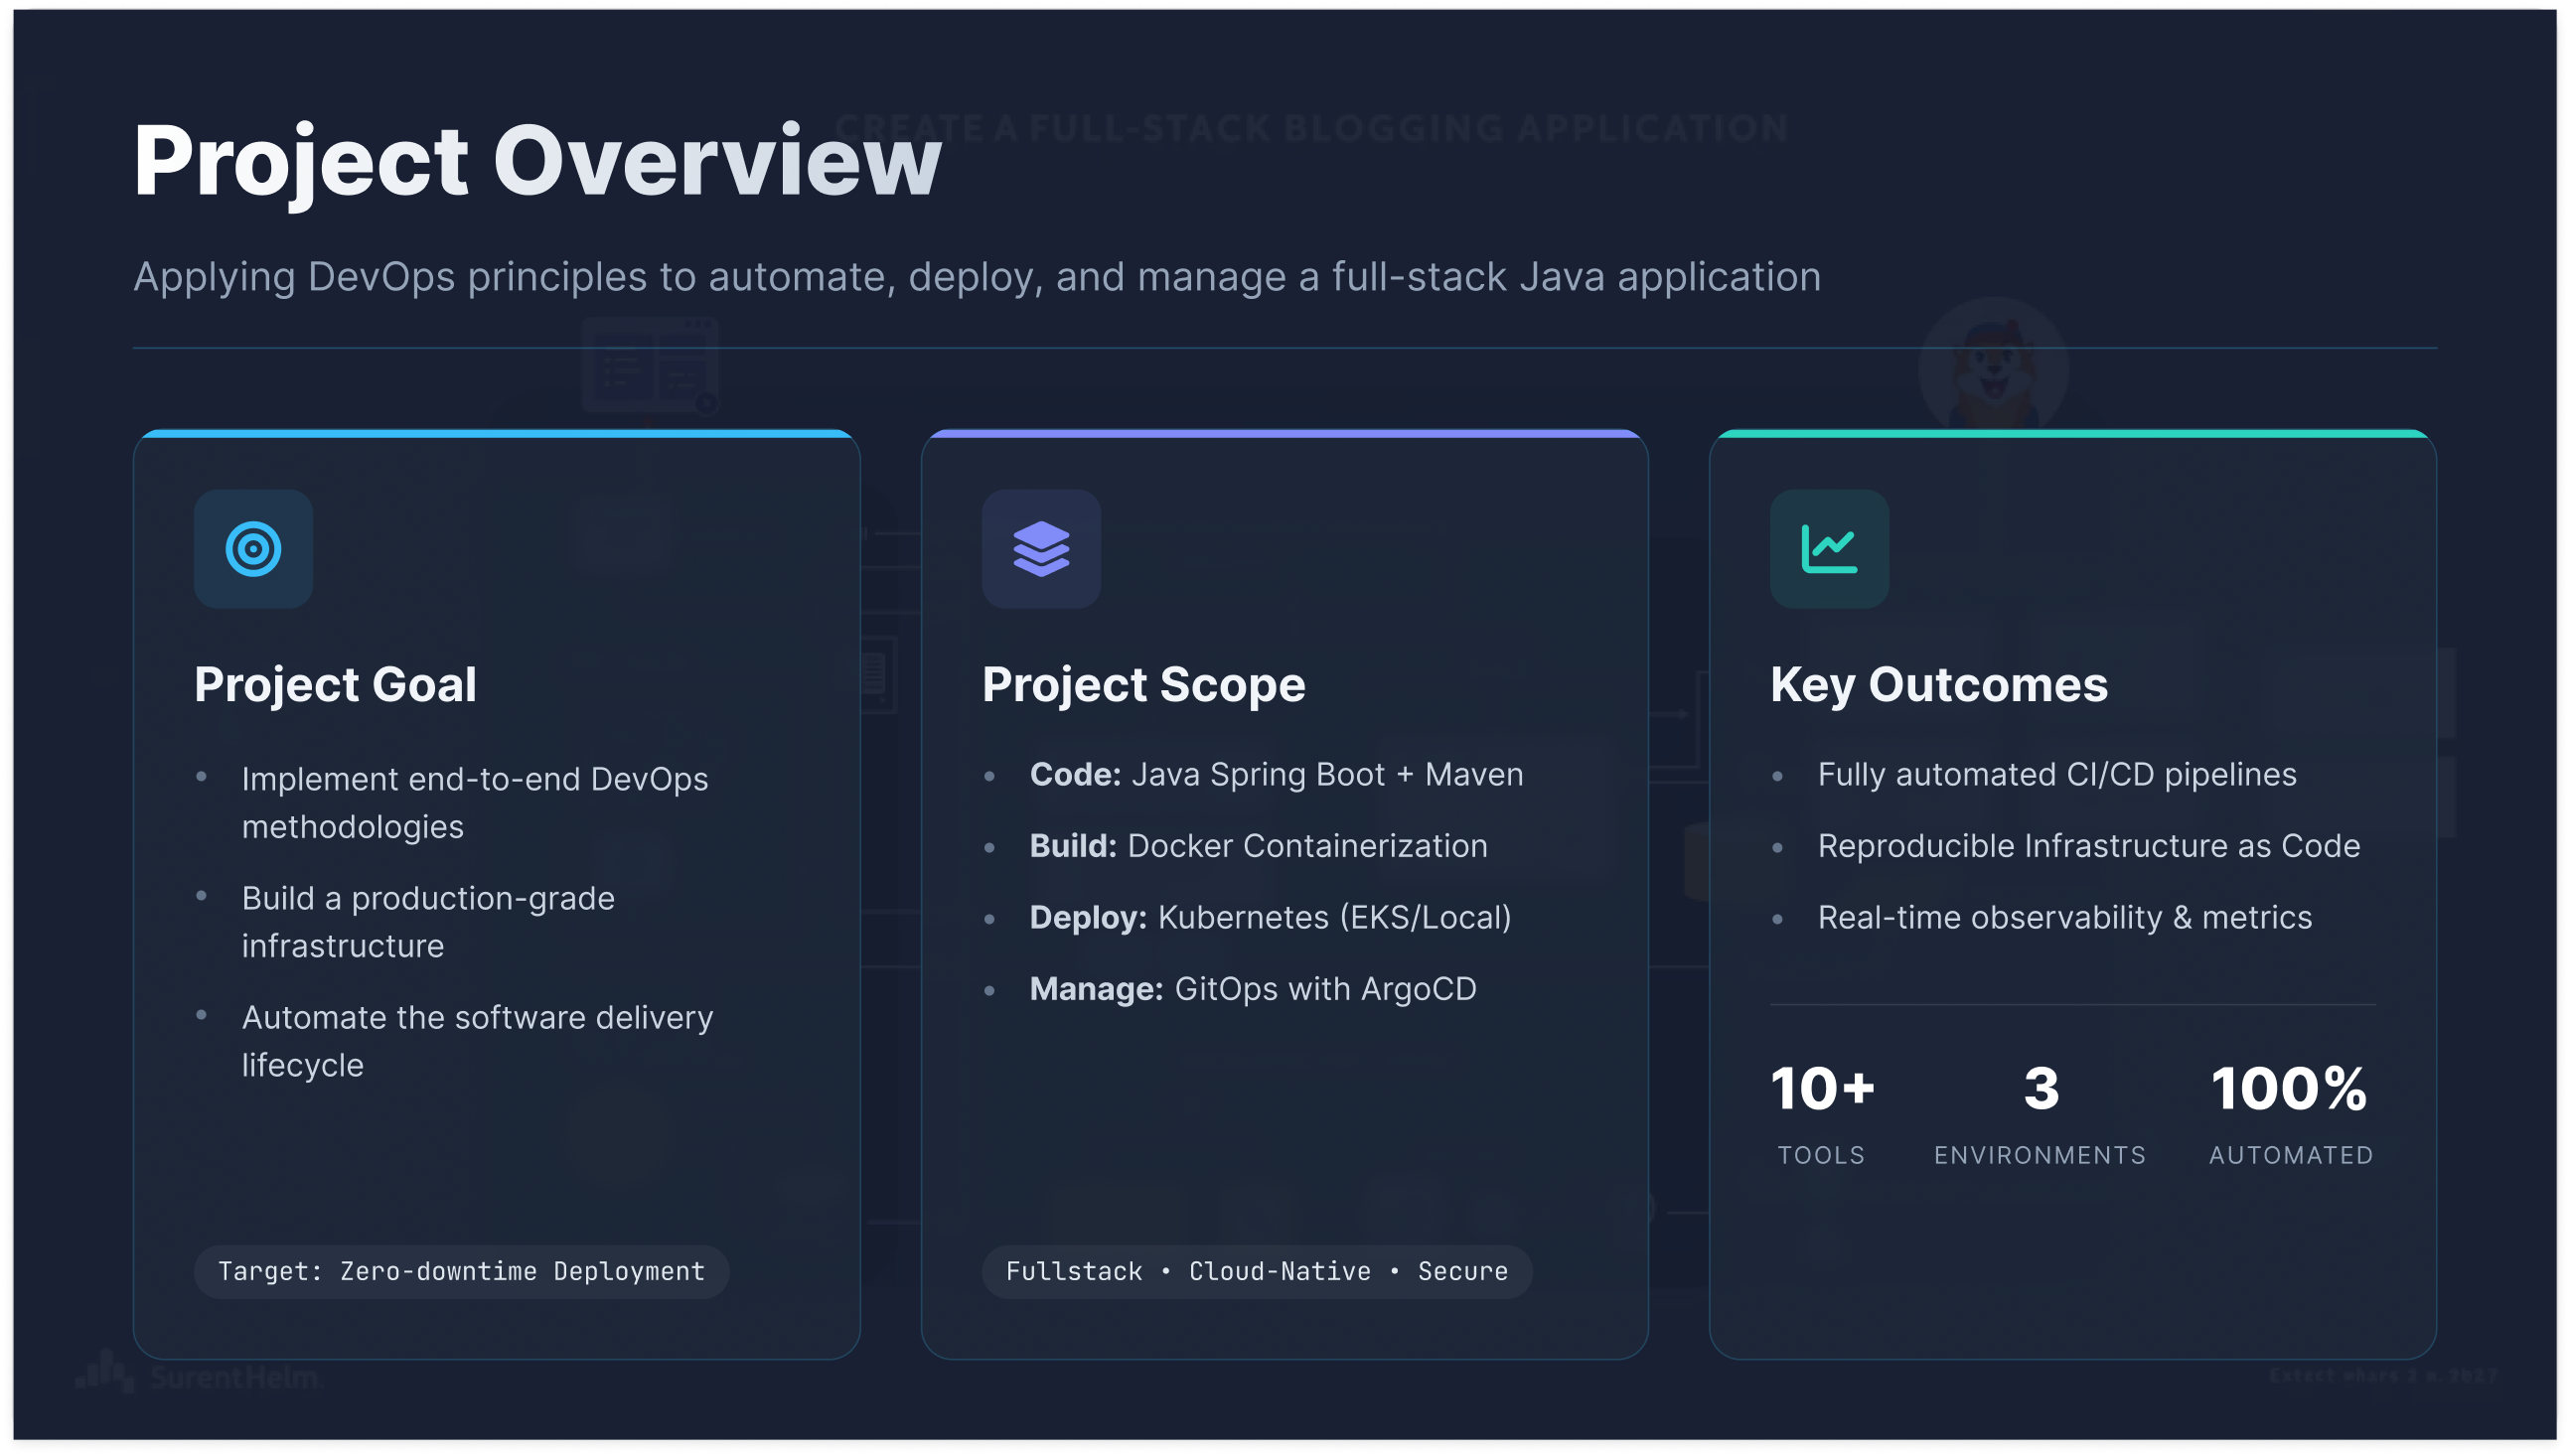 CREATE A FULL-STACK BLOGGING APPLICATION
Project Overview
Applying DevOps principles to automate, deploy, and manage a full-stack Java application
Project Goal
• Implement end-to-end DevOps
methodologies
• Build a production-grade
infrastructure
• Automate the software delivery
lifecycle
Target: Zero-downtime Deployment
Project Scope
• Code: Java Spring Boot + Maven
• Build: Docker Containerization
• Deploy: Kubernetes (EKS/Local)
• Manage: GitOps with ArgoCD
Fullstack • Cloud-Native • Secure
Key Outcomes
• Fully automated CI/CD pipelines
• Reproducible Infrastructure as Code
• Real-time observability & metrics
10+ 3 100%
TOOLS ENVIRONMENTS AUTOMATED
SurentHelm